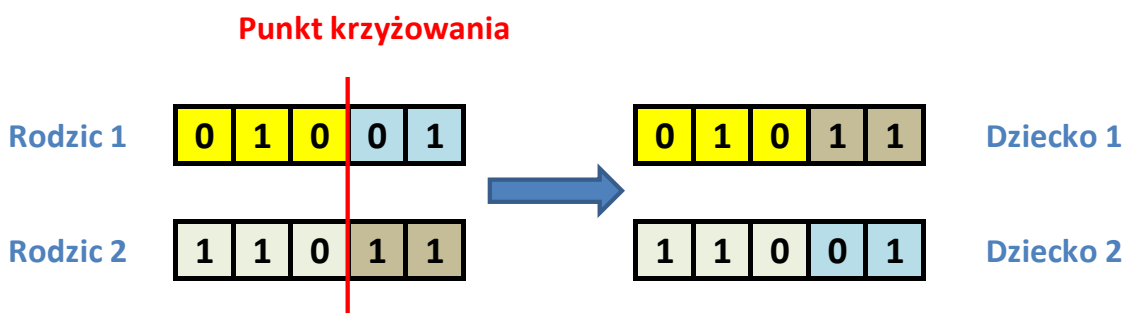 Punkt krzyżowania
Rodzic 1 0 1 0 0 1 0 1 0 1 1 Dziecko 1
Rodzic 2 1 1 0 1 1 1 1 0 0 1 Dziecko 2